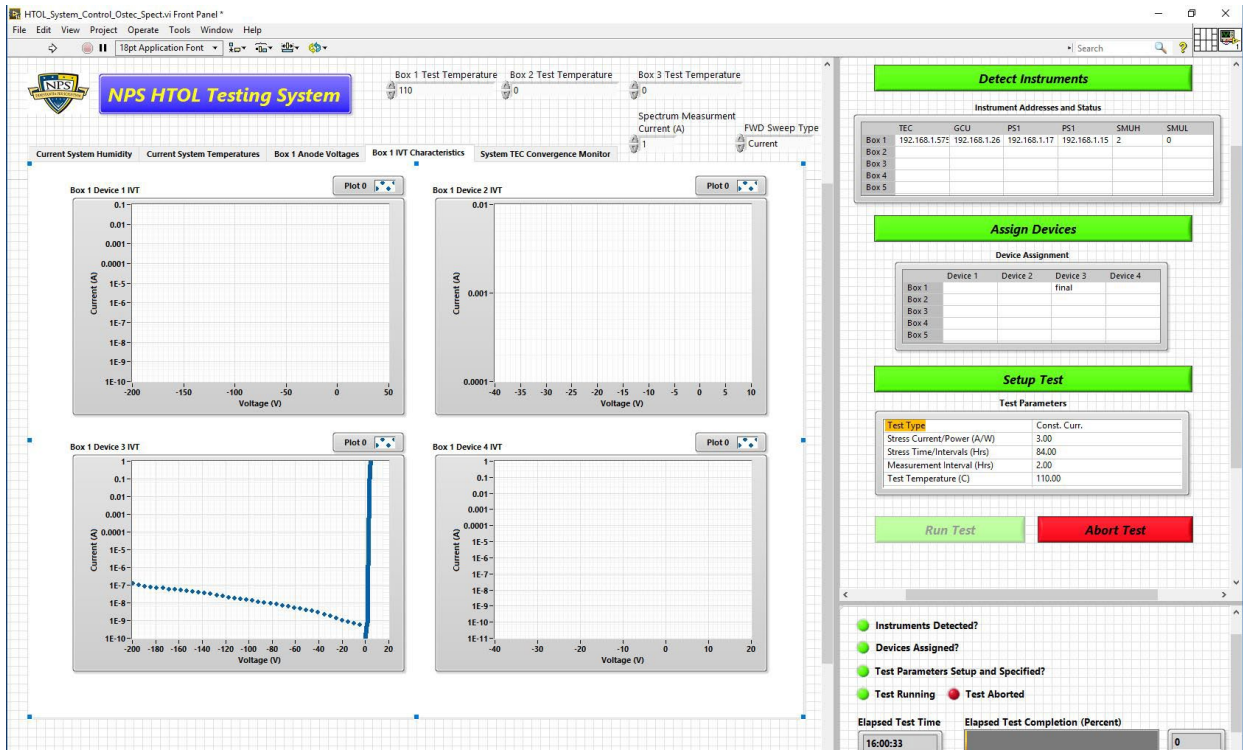 HTOL_System_Control_Ostec_Spect.vi Front Panel *
File Edit View Project Operate Tools Window Help
18pt Application Font
Search
NPS
NPS HTOL Testing System
Box 1 Test Temperature Box 2 Test Temperature Box 3 Test Temperature
110 0 0
Spectrum Measurment Current (A)
1
FWD Sweep Type
Current
Current System Humidity Current System Temperatures Box 1 Anode Voltages Box 1 IVT Characteristics System TEC Convergence Monitor
Box 1 Device 1 IVT
Plot 0
0.1
0.01
0.001
0.0001
1E-5
1E-6
1E-7
1E-8
1E-9
1E-10
Current (A)
-200 -150 -100 -50 0 50
Voltage (V)
Box 1 Device 2 IVT
Plot 0
0.01
0.001
0.0001
Current (A)
-40 -35 -30 -25 -20 -15 -10 -5 0 5 10
Voltage (V)
Box 1 Device 3 IVT
Plot 0
1
0.1
0.01
0.001
0.0001
1E-5
1E-6
1E-7
1E-8
1E-9
1E-10
Current (A)
-200 -180 -160 -140 -120 -100 -80 -60 -40 -20 0 20
Voltage (V)
Box 1 Device 4 IVT
Plot 0
1
0.1
0.01
0.001
0.0001
1E-5
1E-6
1E-7
1E-8
1E-9
1E-10
1E-11
Current (A)
-40 -30 -20 -10 0 10 20
Voltage (V)
Detect Instruments
Instrument Addresses and Status
TEC GCU PS1 PS1 SMUH SMUL
Box 1 192.168.1.575 192.168.1.26 192.168.1.17 192.168.1.15 2 0
Box 2
Box 3
Box 4
Box 5
Assign Devices
Device Assignment
Device 1 Device 2 Device 3 Device 4
Box 1 final
Box 2
Box 3
Box 4
Box 5
Setup Test
Test Parameters
Test Type Const. Curr.
Stress Current/Power (A/W) 3.00
Stress Time/Intervals (Hrs) 84.00
Measurement Interval (Hrs) 2.00
Test Temperature (C) 110.00
Run Test Abort Test
Instruments Detected?
Devices Assigned?
Test Parameters Setup and Specified?
Test Running Test Aborted
Elapsed Test Time Elapsed Test Completion (Percent)
16:00:33 0